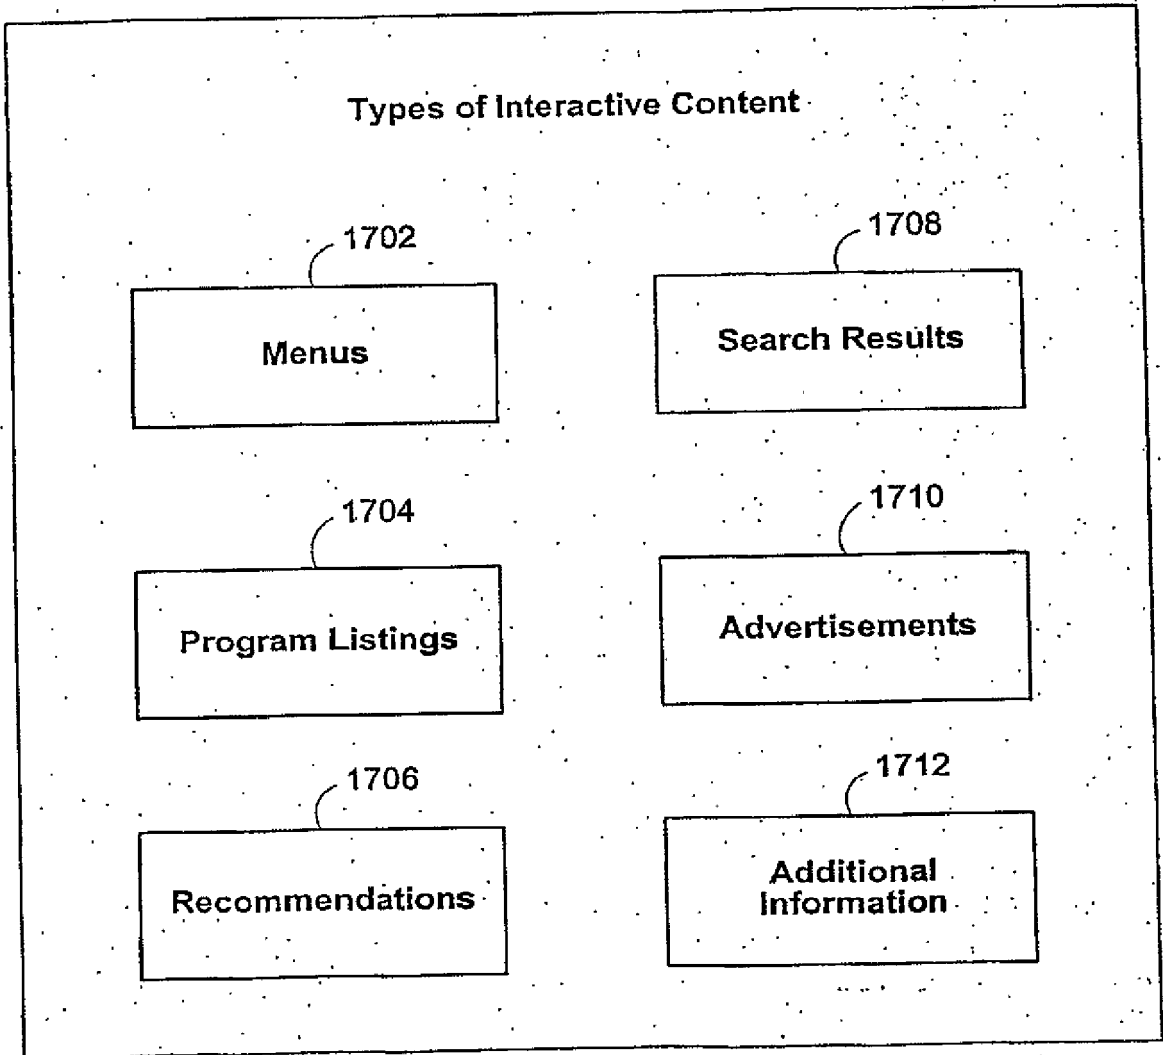 Types of Interactive Content
1702
Menus
1708
Search Results
1704
Program Listings
1710
Advertisements
1706
Recommendations
1712
Additional
Information